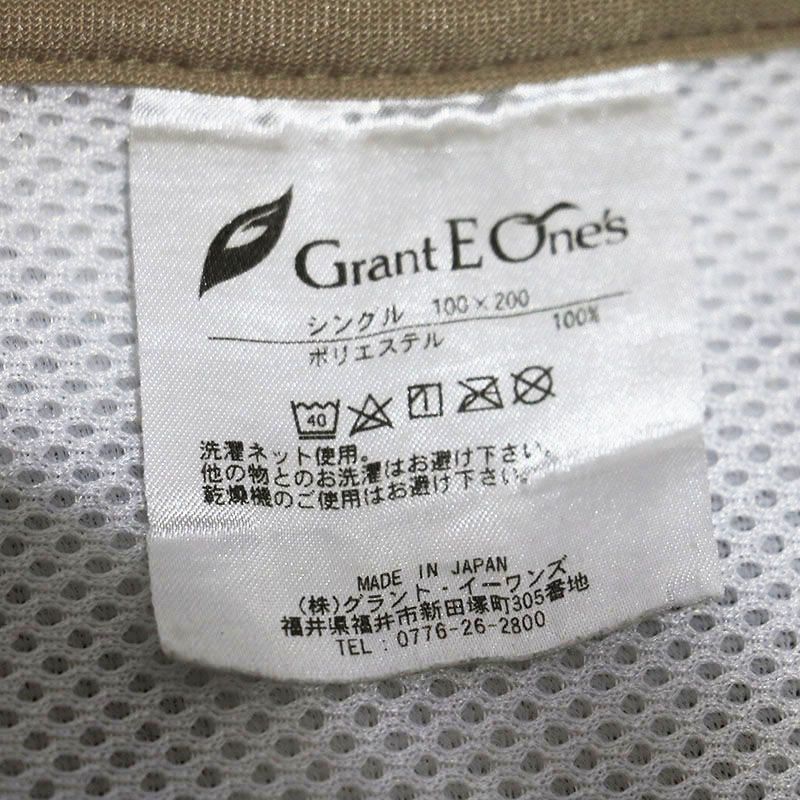 Grant E One's
シングル 100×200
ポリエステル 100%
40
洗濯ネット使用。
他の物とのお洗濯はお避け下さい。
乾燥機のご使用はお避け下さい。
MADE IN JAPAN
(株)グラント・イーワンズ
福井県福井市新田塚町305番地
TEL:0776-26-2800